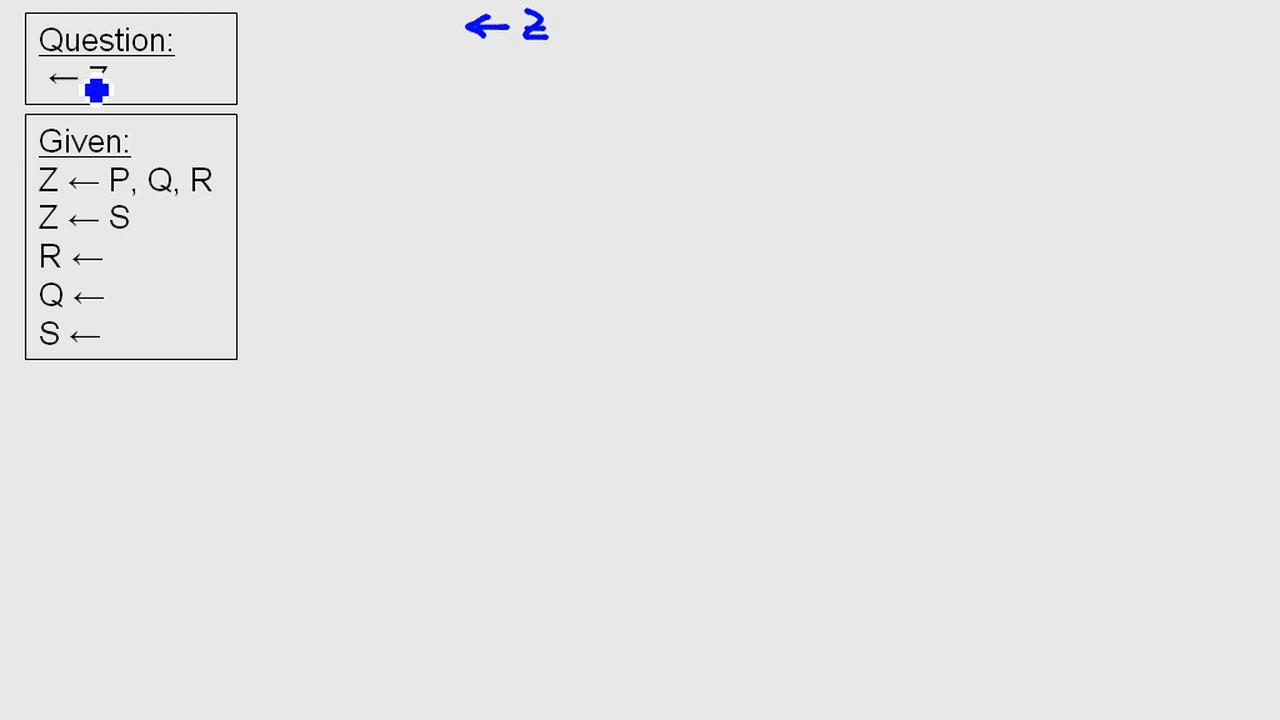 Question:
← Z
Given:
Z ← P, Q, R
Z ← S
R ←
Q ←
S ←
← Z